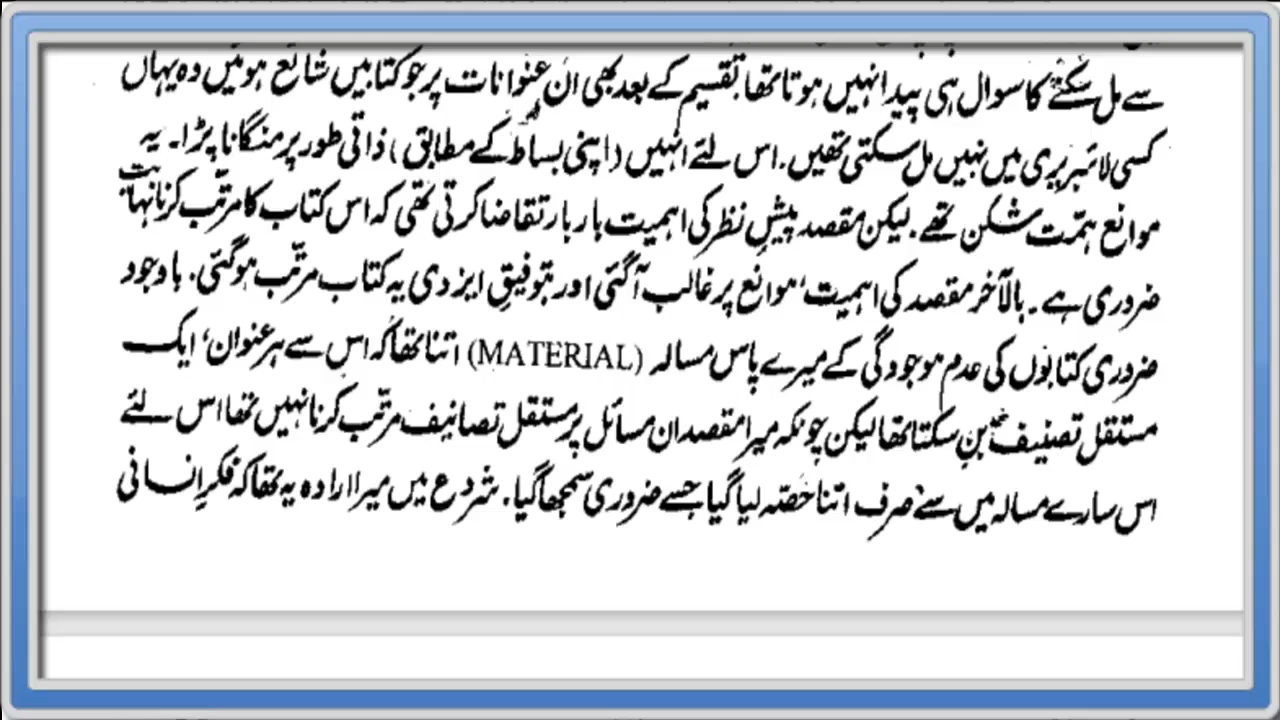 سے مل سکنے کا سوال ہی پیدا نہیں ہوتا تھا۔ تقسیم کے بعد بھی ان عنوانات پر جو کتابیں شائع ہوئیں وہ یہاں
کسی لائبریری میں نہیں مل سکتی تھیں۔ اس لئے انہیں (اپنی بساط کے مطابق) ذاتی طور پر منگانا پڑا۔ یہ
موانع ہمّت شکن تھے۔ لیکن مقصد پیشِ نظر کی اہمیت بار بار تقاضا کرتی تھی کہ اس کتاب کا مرتّب کرنا نہایت
ضروری ہے۔ بالآخر مقصد کی اہمیت، موانع پر غالب آگئی اور بتوفیقِ ایزدی یہ کتاب مرتّب ہو گئی۔ باوجود
ضروری کتابوں کی عدم موجودگی کے میرے پاس مسالہ (MATERIAL) اتنا تھا کہ اس سے ہر عنوان، ایک
مستقل تصنیف بن سکتا تھا لیکن چونکہ میرا مقصد ان مسائل پر مستقل تصانیف مرتّب کرنا نہیں تھا اس لئے
اس سارے مسالہ میں سے صرف اتنا حصّہ لیا گیا جسے ضروری سمجھا گیا۔ شروع میں میرا ارادہ یہ تھا کہ فکرِ انسانی